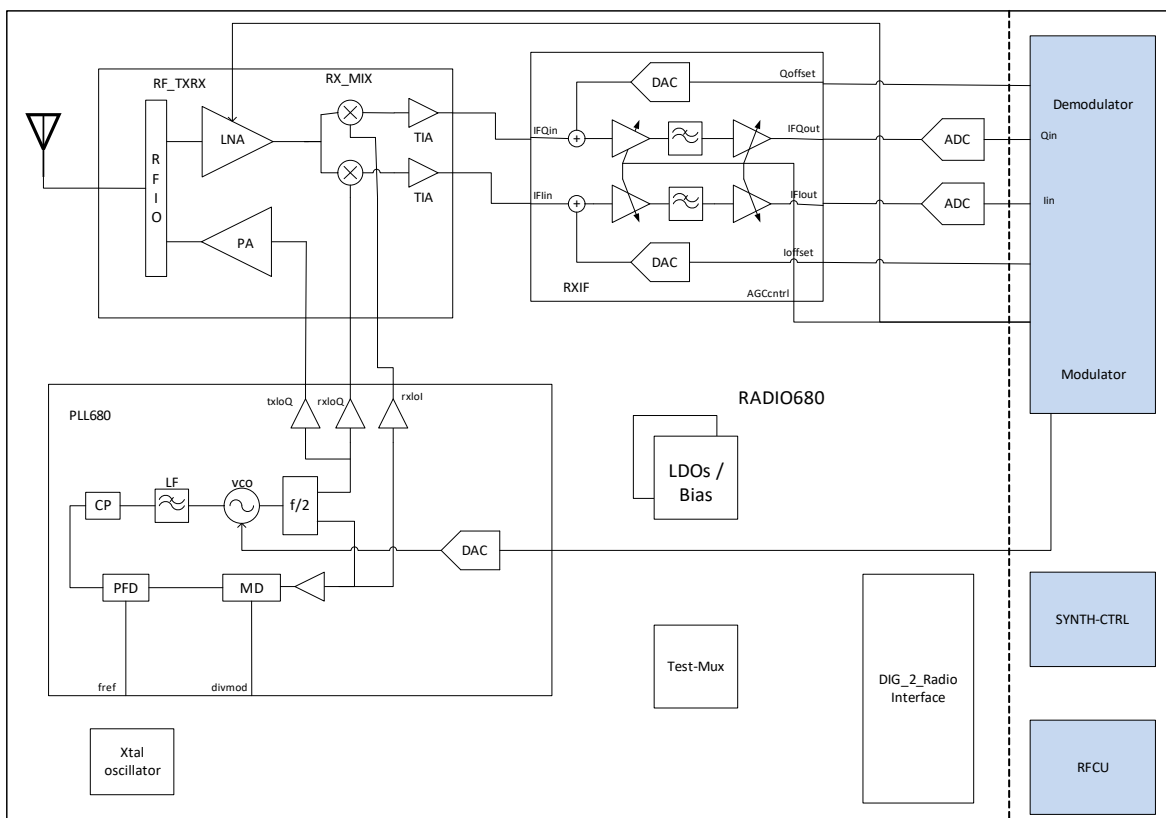 RF_TXRX
RX_MIX
RFIO
LNA
PA
TIA
TIA
DAC
Qoffset
IFQin
IFQout
IFIin
IFIout
DAC
Ioffset
RXIF
AGCcntrl
ADC
ADC
Demodulator
Qin
Iin
Modulator
PLL680
txloQ
rxloQ
rxloI
RADIO680
LDOs /
Bias
CP
LF
vco
f/2
DAC
PFD
MD
fref
divmod
Test-Mux
DIG_2_Radio
Interface
SYNTH-CTRL
RFCU
Xtal
oscillator